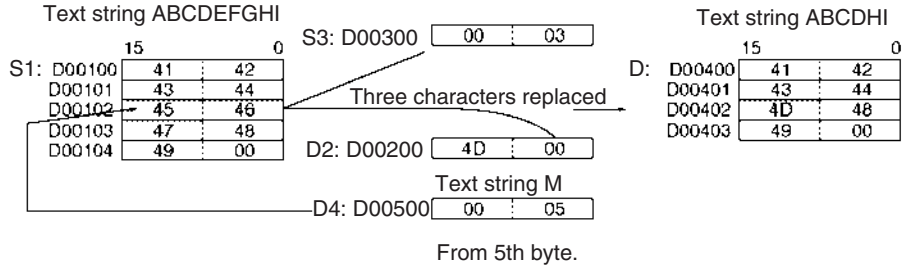 Text string ABCDEFGHI
15 0
S1: D00100 41 42
D00101 43 44
D00102 45 46
D00103 47 48
D00104 49 00
S3: D00300 00 03
Three characters replaced
D2: D00200 4D 00
Text string M
D4: D00500 00 05
From 5th byte.
Text string ABCDHI
15 0
D: D00400 41 42
D00401 43 44
D00402 4D 48
D00403 49 00